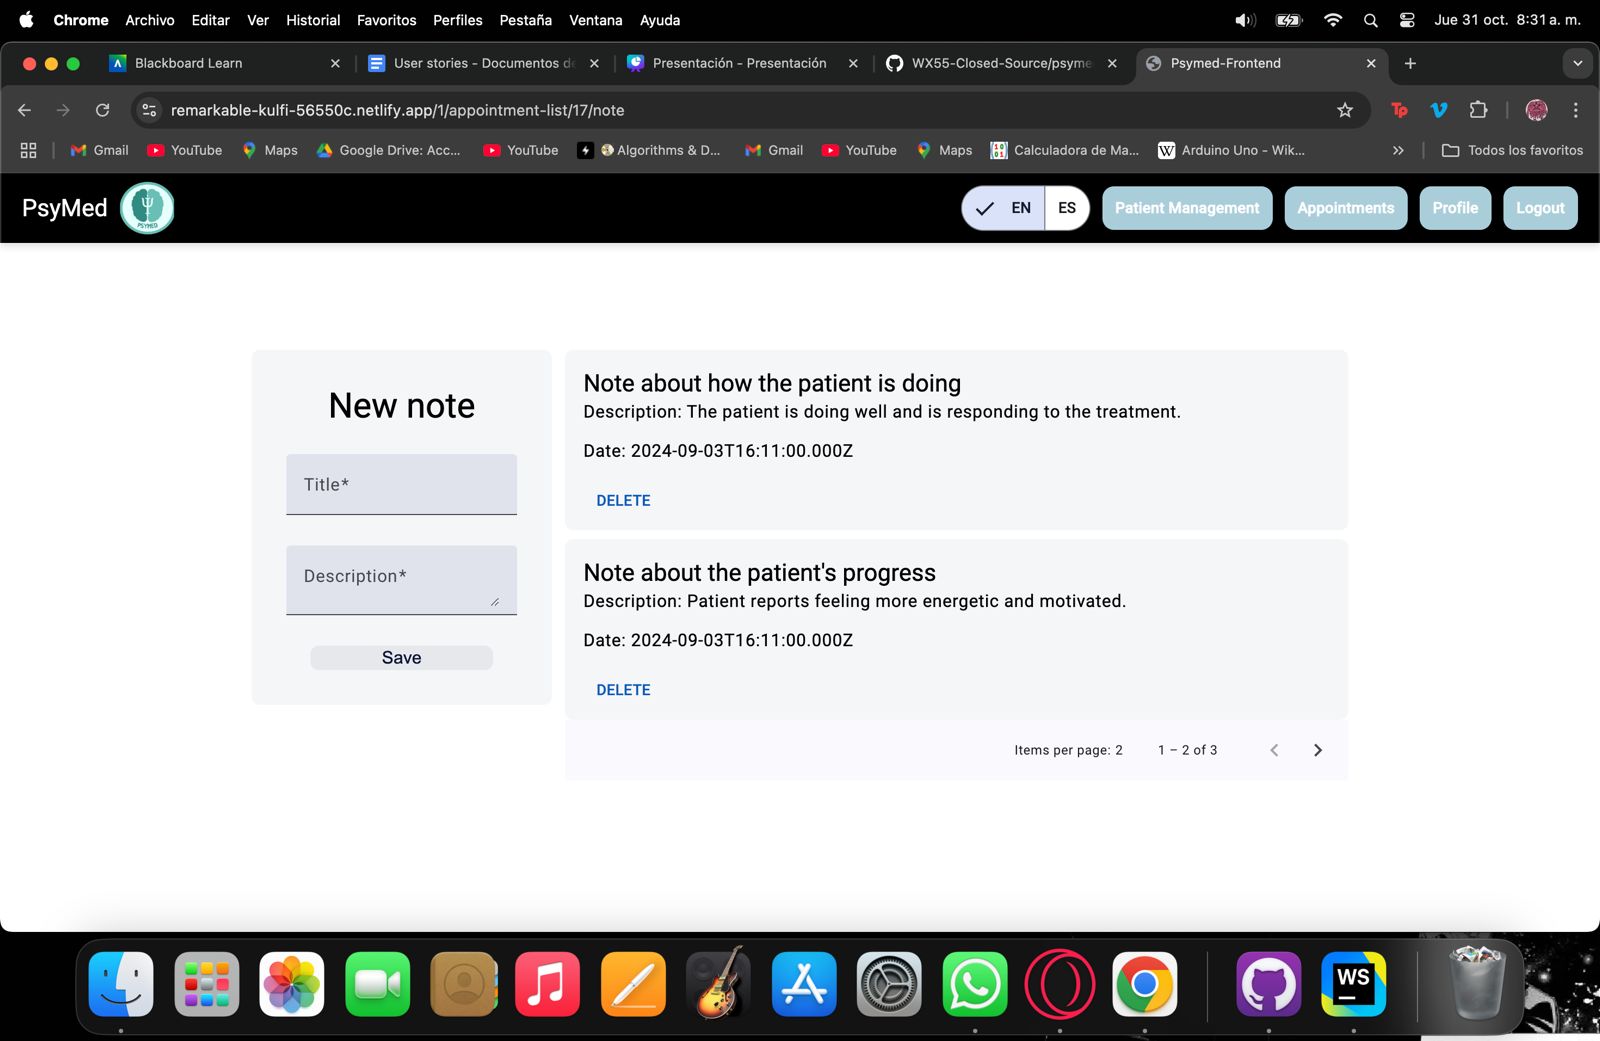 Chrome Archivo Editar Ver Historial Favoritos Perfiles Pestaña Ventana Ayuda Jue 31 oct. 8:31 a. m.
Blackboard Learn User stories - Documentos de Presentación - Presentación WX55-Closed-Source/psyme Psymed-Frontend
remarkable-kulfi-56550c.netlify.app/1/appointment-list/17/note Tp
Gmail YouTube Maps Google Drive: Acc... YouTube Algorithms & D... Gmail YouTube Maps Calculadora de Ma... W Arduino Uno - Wik... Todos los favoritos
PsyMed PSYMED EN ES Patient Management Appointments Profile Logout
New note
Title*
Description*
Save
Note about how the patient is doing
Description: The patient is doing well and is responding to the treatment.
Date: 2024-09-03T16:11:00.000Z
DELETE
Note about the patient's progress
Description: Patient reports feeling more energetic and motivated.
Date: 2024-09-03T16:11:00.000Z
DELETE
Items per page: 2 1 – 2 of 3
WS